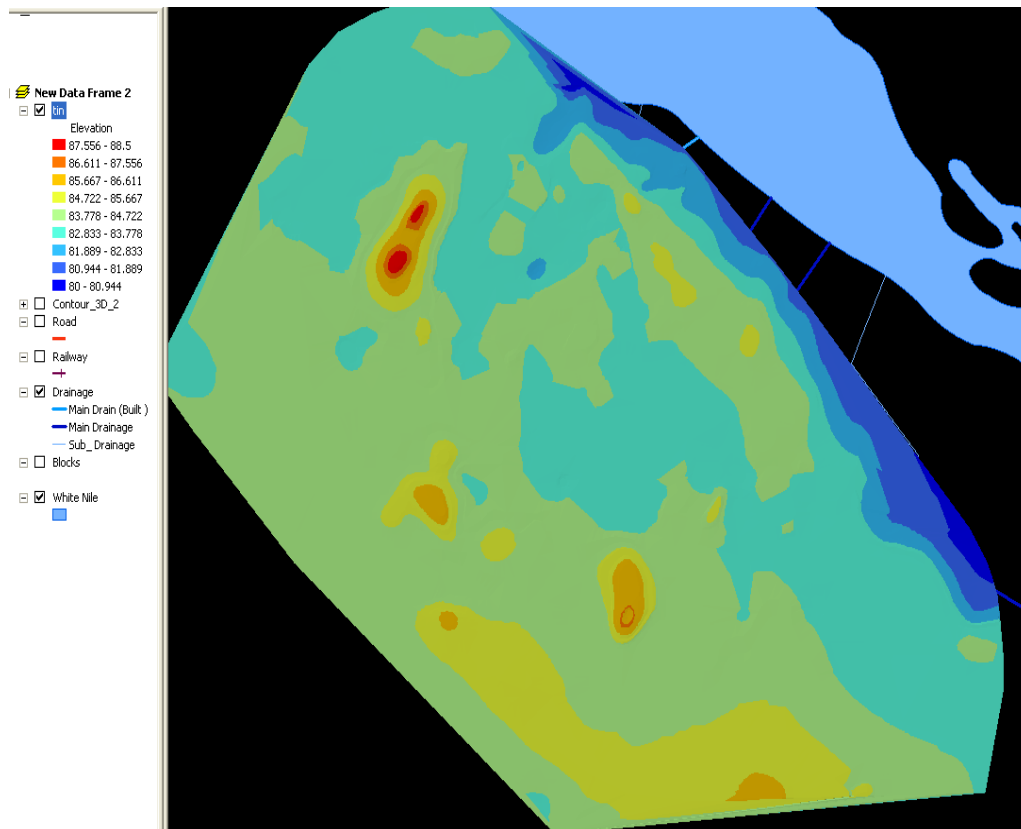 New Data Frame 2
tin
Elevation
87.556 - 88.5
86.611 - 87.556
85.667 - 86.611
84.722 - 85.667
83.778 - 84.722
82.833 - 83.778
81.889 - 82.833
80.944 - 81.889
80 - 80.944
Contour_3D_2
Road
Railway
Drainage
Main Drain (Built )
Main Drainage
Sub_ Drainage
Blocks
White Nile